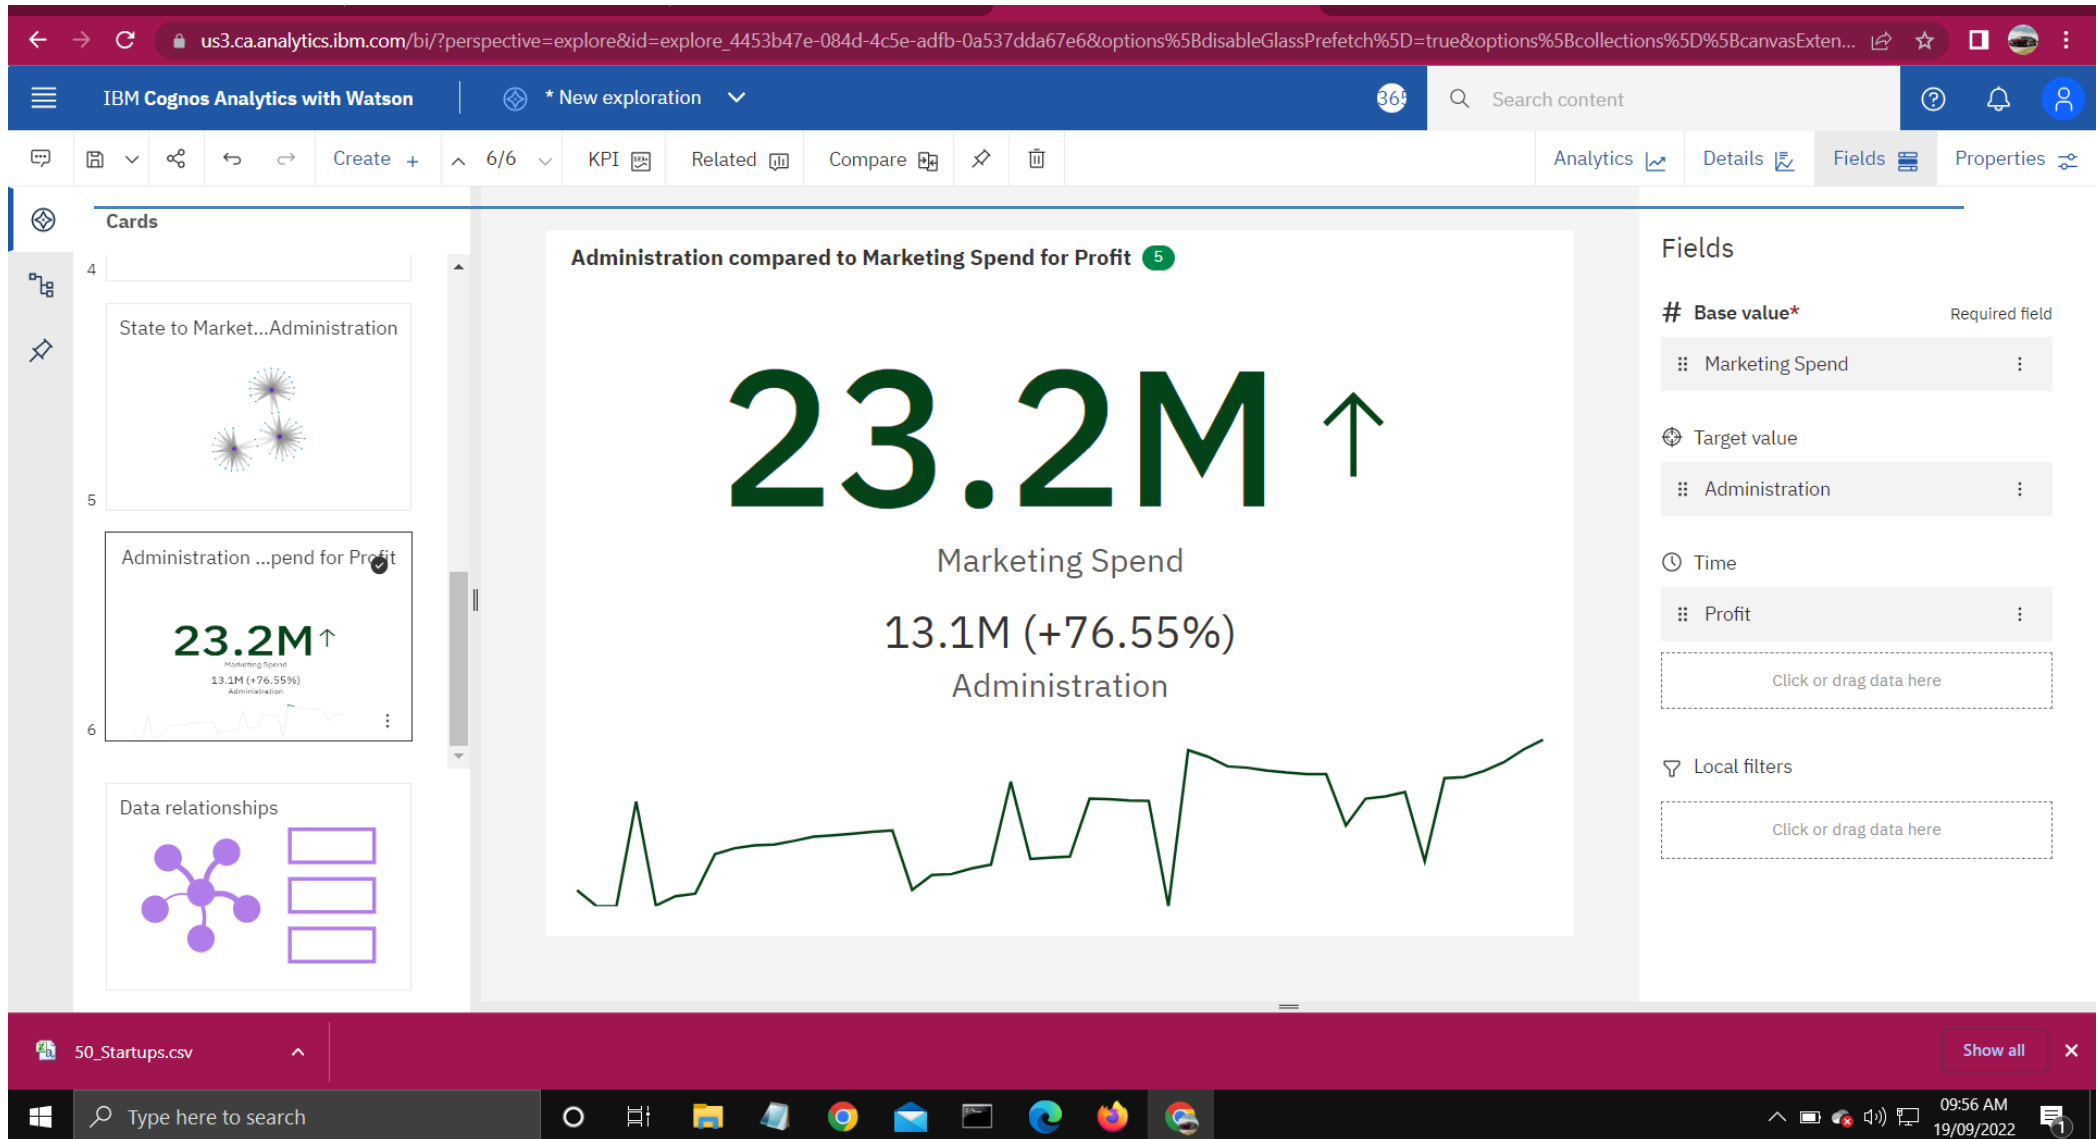 us3.ca.analytics.ibm.com/bi/?perspective=explore&id=explore_4453b47e-084d-4c5e-adfb-0a537dda67e6&options%5BdisableGlassPrefetch%5D=true&options%5Bcollections%5D%5BcanvasExten...
IBM Cognos Analytics with Watson
* New exploration
365
Search content
Create +
6/6
KPI
Related
Compare
Analytics
Details
Fields
Properties
Cards
4
State to Market...Administration
5
Administration ...pend for Profit
23.2M↑
Marketing Spend
13.1M (+76.55%)
Administration
6
Data relationships
Administration compared to Marketing Spend for Profit 5
23.2M ↑
Marketing Spend
13.1M (+76.55%)
Administration
Fields
# Base value* Required field
Marketing Spend
Target value
Administration
Time
Profit
Click or drag data here
Local filters
Click or drag data here
50_Startups.csv
Show all
Type here to search
09:56 AM
19/09/2022
1